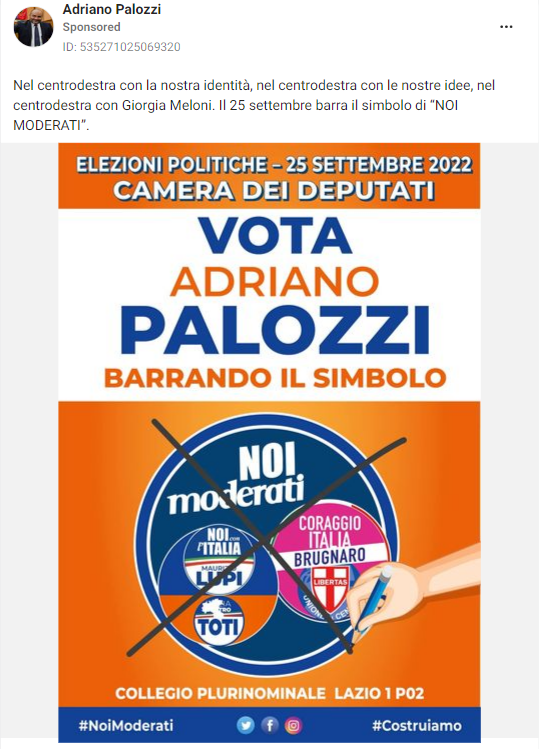 Adriano Palozzi
Sponsored
ID: 535271025069320
Nel centrodestra con la nostra identità, nel centrodestra con le nostre idee, nel
centrodestra con Giorgia Meloni. Il 25 settembre barra il simbolo di “NOI
MODERATI”.
ELEZIONI POLITICHE – 25 SETTEMBRE 2022
CAMERA DEI DEPUTATI
VOTA
ADRIANO
PALOZZI
BARRANDO IL SIMBOLO
NOI
moderati
NOI con
l'ITALIA
MAURIZIO
LUPI
TOTI
CORAGGIO
ITALIA
BRUGNARO
LIBERTAS
COLLEGIO PLURINOMINALE LAZIO 1 P02
#NoiModerati
#Costruiamo